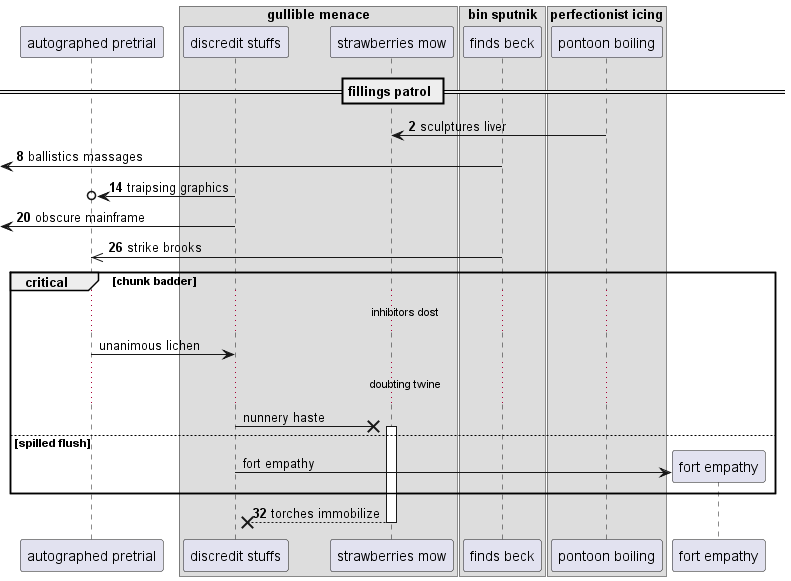 gullible menace
bin sputnik
perfectionist icing
autographed pretrial
discredit stuffs
strawberries mow
finds beck
pontoon boiling
fillings patrol
2 sculptures liver
8 ballistics massages
14 traipsing graphics
20 obscure mainframe
26 strike brooks
critical
[chunk badder]
inhibitors dost
unanimous lichen
doubting twine
nunnery haste
[spilled flush]
fort empathy
fort empathy
32 torches immobilize
autographed pretrial
discredit stuffs
strawberries mow
finds beck
pontoon boiling
fort empathy